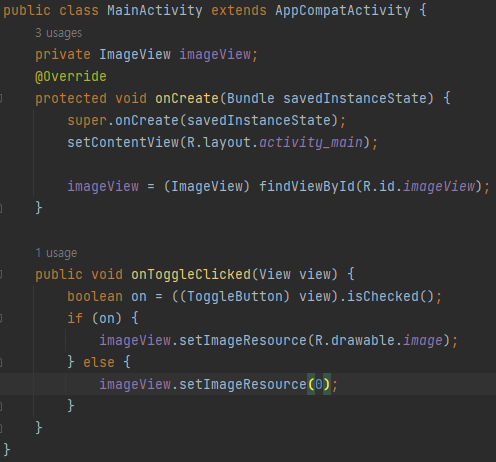 public class MainActivity extends AppCompatActivity {
3 usages
private ImageView imageView;
@Override
protected void onCreate(Bundle savedInstanceState) {
super.onCreate(savedInstanceState);
setContentView(R.layout.activity_main);
imageView = (ImageView) findViewById(R.id.imageView);
}
1 usage
public void onToggleClicked(View view) {
boolean on = ((ToggleButton) view).isChecked();
if (on) {
imageView.setImageResource(R.drawable.image);
} else {
imageView.setImageResource(0);
}
}
}